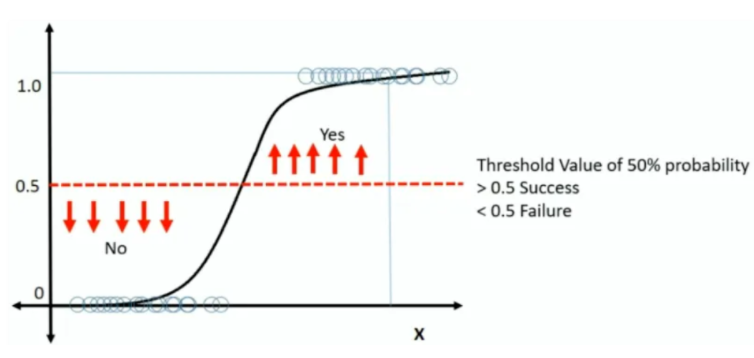 1.0
Yes
Threshold Value of 50% probability
0.5
> 0.5 Success
< 0.5 Failure
No
0
X